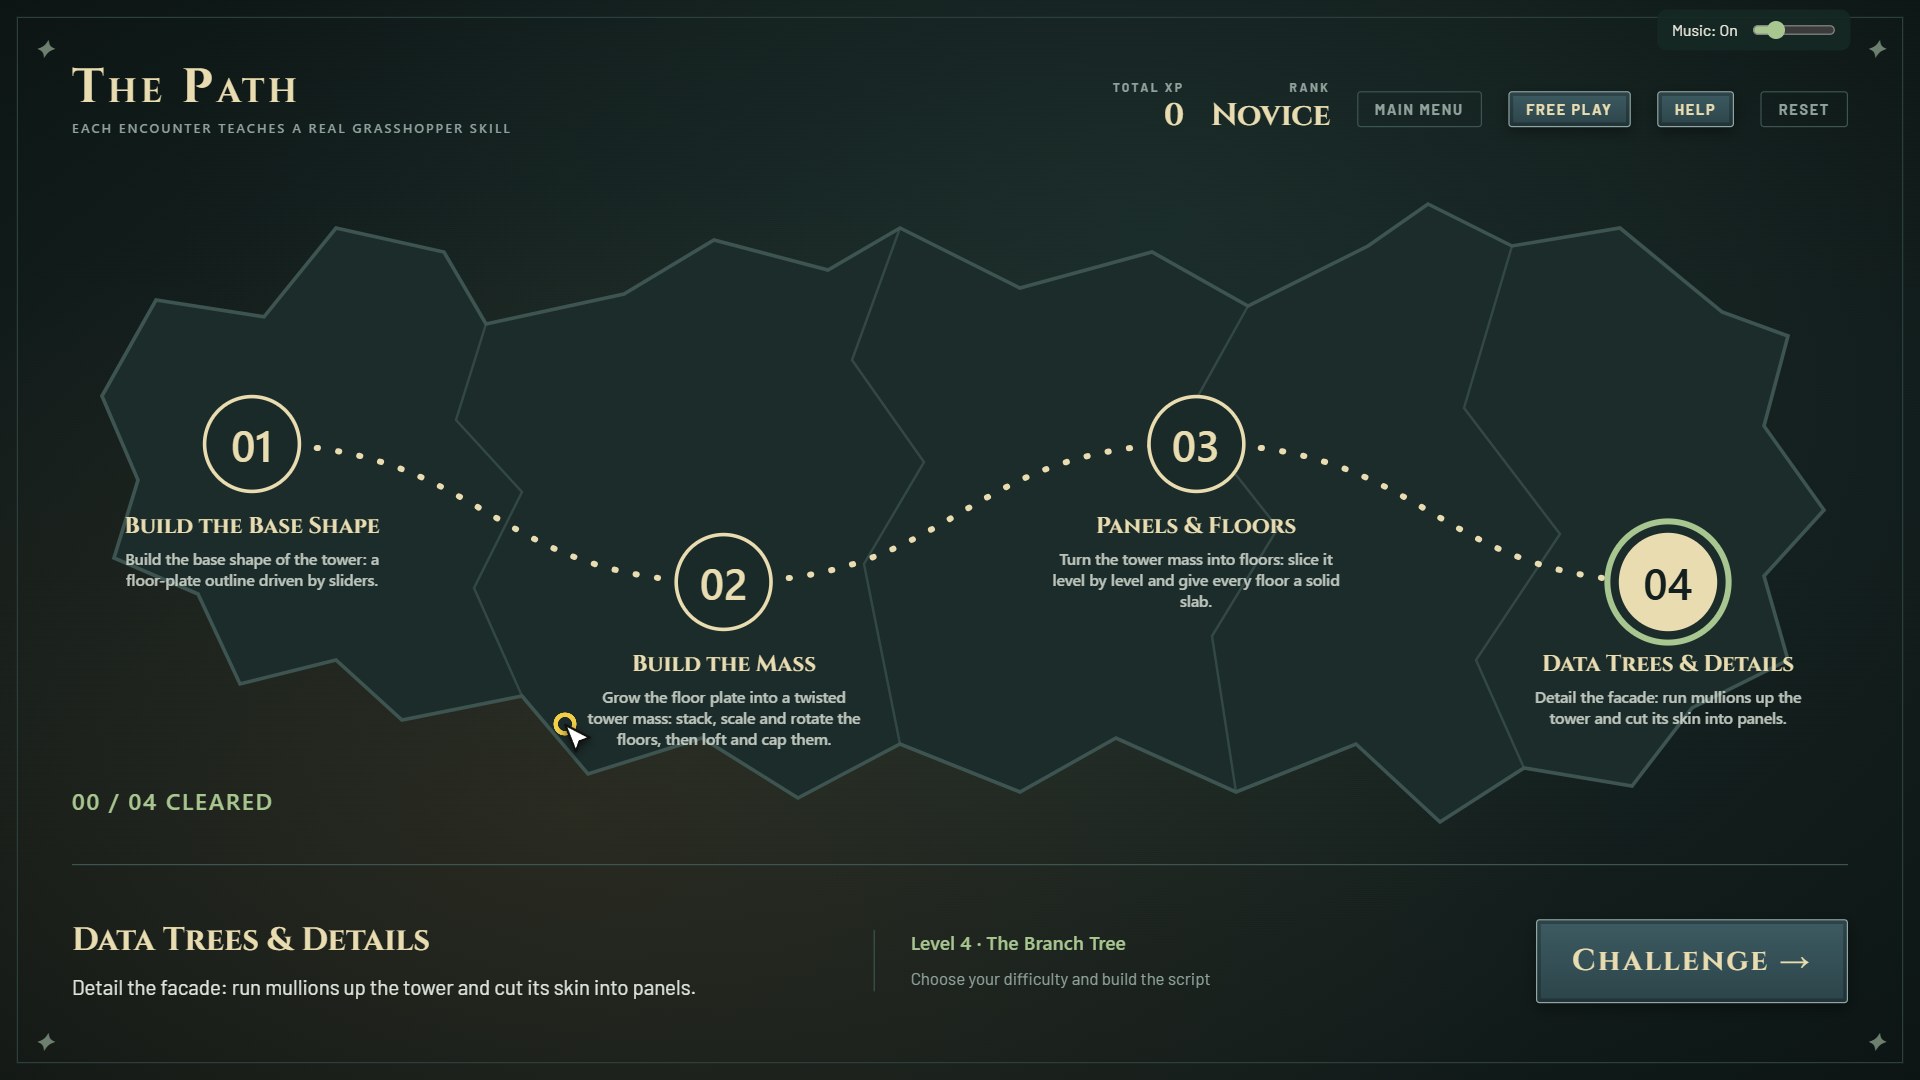 Music: On
The Path
EACH ENCOUNTER TEACHES A REAL GRASSHOPPER SKILL
TOTAL XP
0
RANK
Novice
MAIN MENU
FREE PLAY
HELP
RESET
01
Build the Base Shape
Build the base shape of the tower: a
floor-plate outline driven by sliders.
02
Build the Mass
Grow the floor plate into a twisted
tower mass: stack, scale and rotate the
floors, then loft and cap them.
03
Panels & Floors
Turn the tower mass into floors: slice it
level by level and give every floor a solid
slab.
04
Data Trees & Details
Detail the facade: run mullions up the
tower and cut its skin into panels.
00 / 04 CLEARED
Data Trees & Details
Detail the facade: run mullions up the tower and cut its skin into panels.
Level 4 · The Branch Tree
Choose your difficulty and build the script
Challenge →